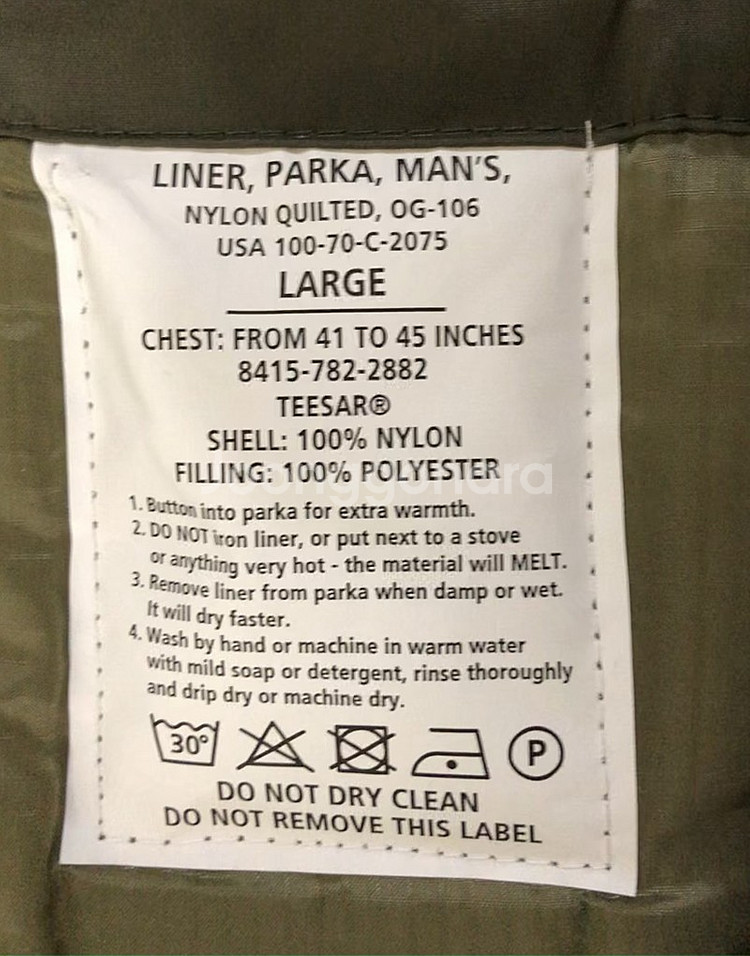 LINER, PARKA, MAN'S,
NYLON QUILTED, OG-106
USA 100-70-C-2075
LARGE
CHEST: FROM 41 TO 45 INCHES
8415-782-2882
TEESAR®
SHELL: 100% NYLON
FILLING: 100% POLYESTER
1. Button into parka for extra warmth.
2. DO NOT iron liner, or put next to a stove
or anything very hot - the material will MELT.
3. Remove liner from parka when damp or wet.
It will dry faster.
4. Wash by hand or machine in warm water
with mild soap or detergent, rinse thoroughly
and drip dry or machine dry.
30° P
DO NOT DRY CLEAN
DO NOT REMOVE THIS LABEL